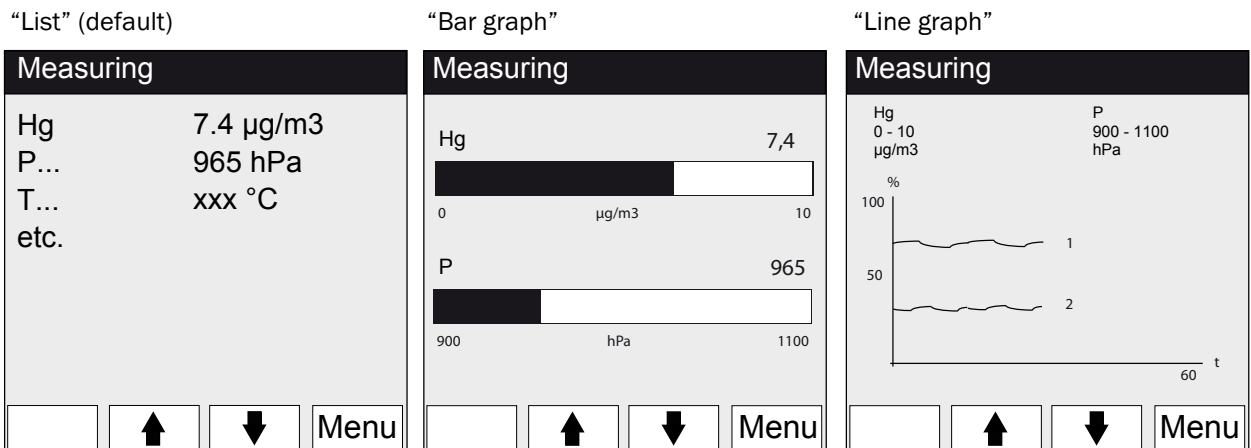 “List” (default)
Measuring
Hg 7.4 µg/m3
P... 965 hPa
T... xxx °C
etc.
Menu
“Bar graph”
Measuring
Hg 7,4
0 µg/m3 10
P 965
900 hPa 1100
Menu
“Line graph”
Measuring
Hg P
0 - 10 900 - 1100
µg/m3 hPa
%
100
1
50
2
t
60
Menu